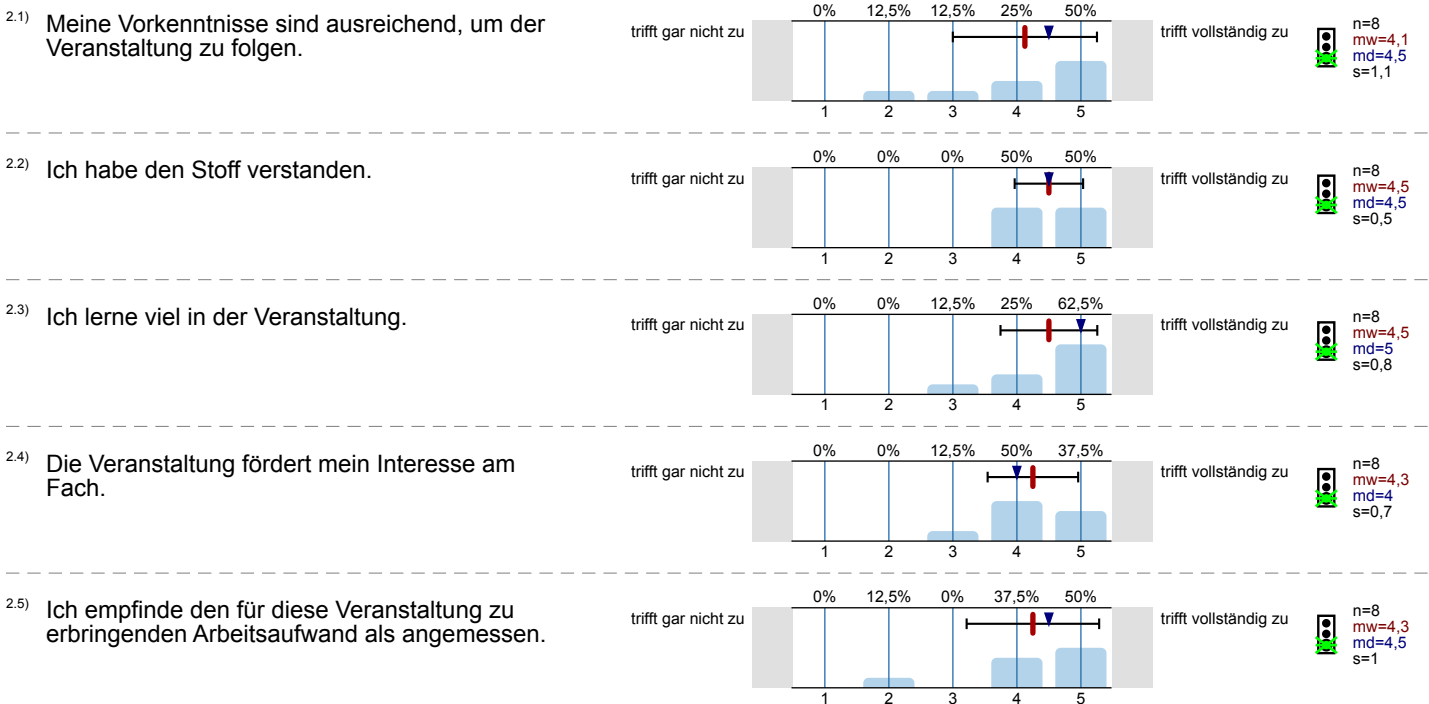 2.1) Meine Vorkenntnisse sind ausreichend, um der
Veranstaltung zu folgen.
trifft gar nicht zu
0% 12,5% 12,5% 25% 50%
1 2 3 4 5
trifft vollständig zu
n=8
mw=4,1
md=4,5
s=1,1
2.2) Ich habe den Stoff verstanden.
trifft gar nicht zu
0% 0% 0% 50% 50%
1 2 3 4 5
trifft vollständig zu
n=8
mw=4,5
md=4,5
s=0,5
2.3) Ich lerne viel in der Veranstaltung.
trifft gar nicht zu
0% 0% 12,5% 25% 62,5%
1 2 3 4 5
trifft vollständig zu
n=8
mw=4,5
md=5
s=0,8
2.4) Die Veranstaltung fördert mein Interesse am
Fach.
trifft gar nicht zu
0% 0% 12,5% 50% 37,5%
1 2 3 4 5
trifft vollständig zu
n=8
mw=4,3
md=4
s=0,7
2.5) Ich empfinde den für diese Veranstaltung zu
erbringenden Arbeitsaufwand als angemessen.
trifft gar nicht zu
0% 12,5% 0% 37,5% 50%
1 2 3 4 5
trifft vollständig zu
n=8
mw=4,3
md=4,5
s=1